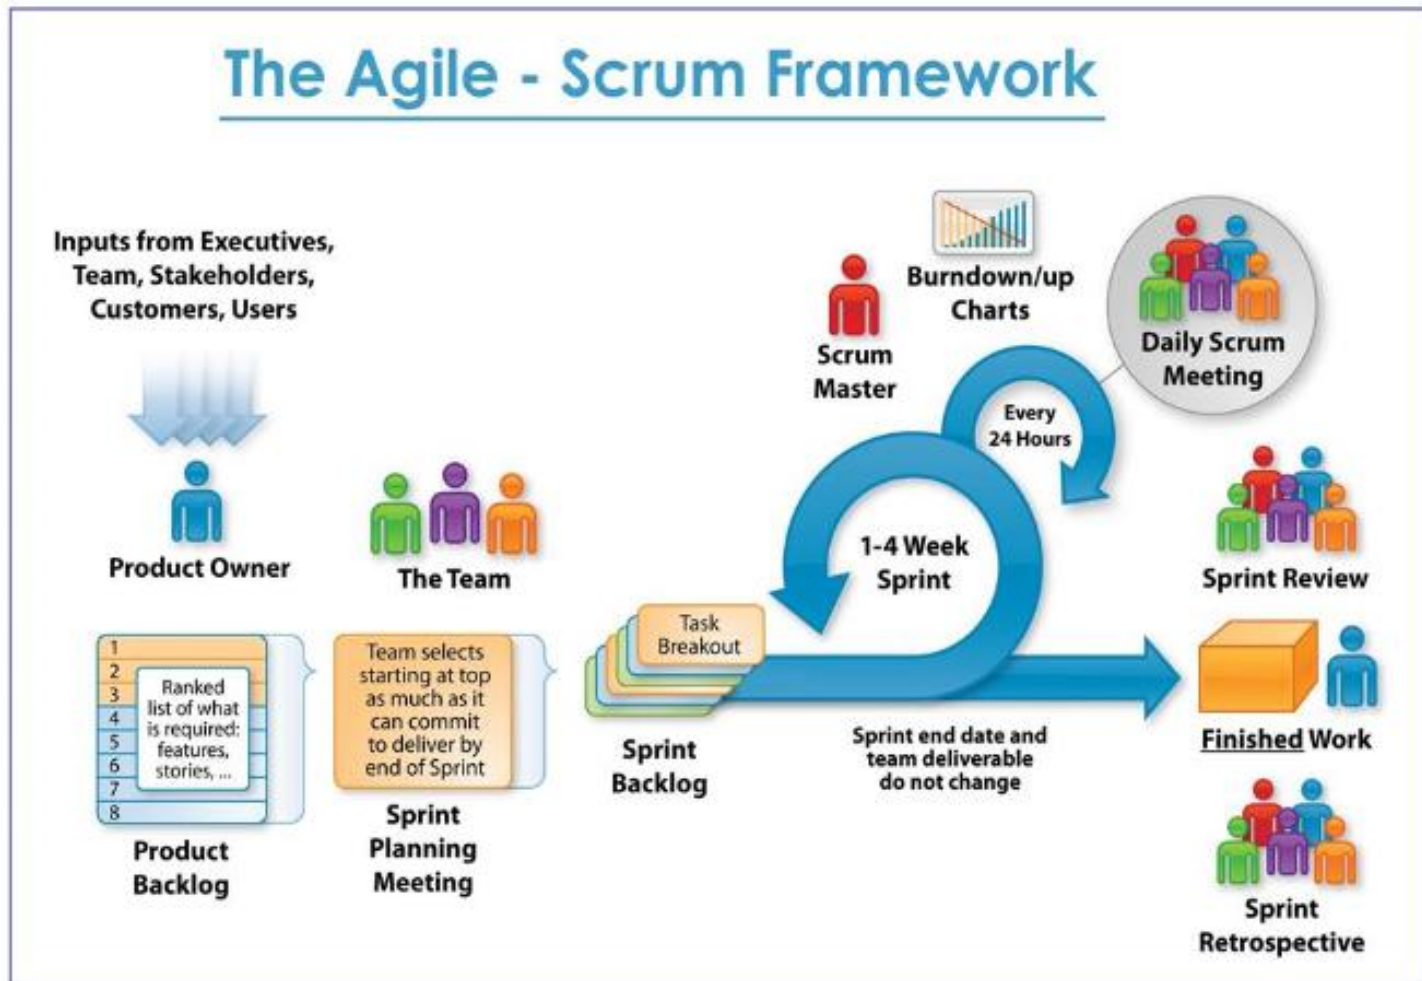 The Agile - Scrum Framework
Inputs from Executives,
Team, Stakeholders,
Customers, Users
Product Owner
The Team
1
2
3
4
5
6
7
8
Ranked
list of what
is required:
features,
stories, ...
Product
Backlog
Team selects
starting at top
as much as it
can commit
to deliver by
end of Sprint
Sprint
Planning
Meeting
Task
Breakout
Sprint
Backlog
Scrum
Master
Burndown/up
Charts
1-4 Week
Sprint
Every
24 Hours
Daily Scrum
Meeting
Sprint end date and
team deliverable
do not change
Sprint Review
Finished Work
Sprint
Retrospective